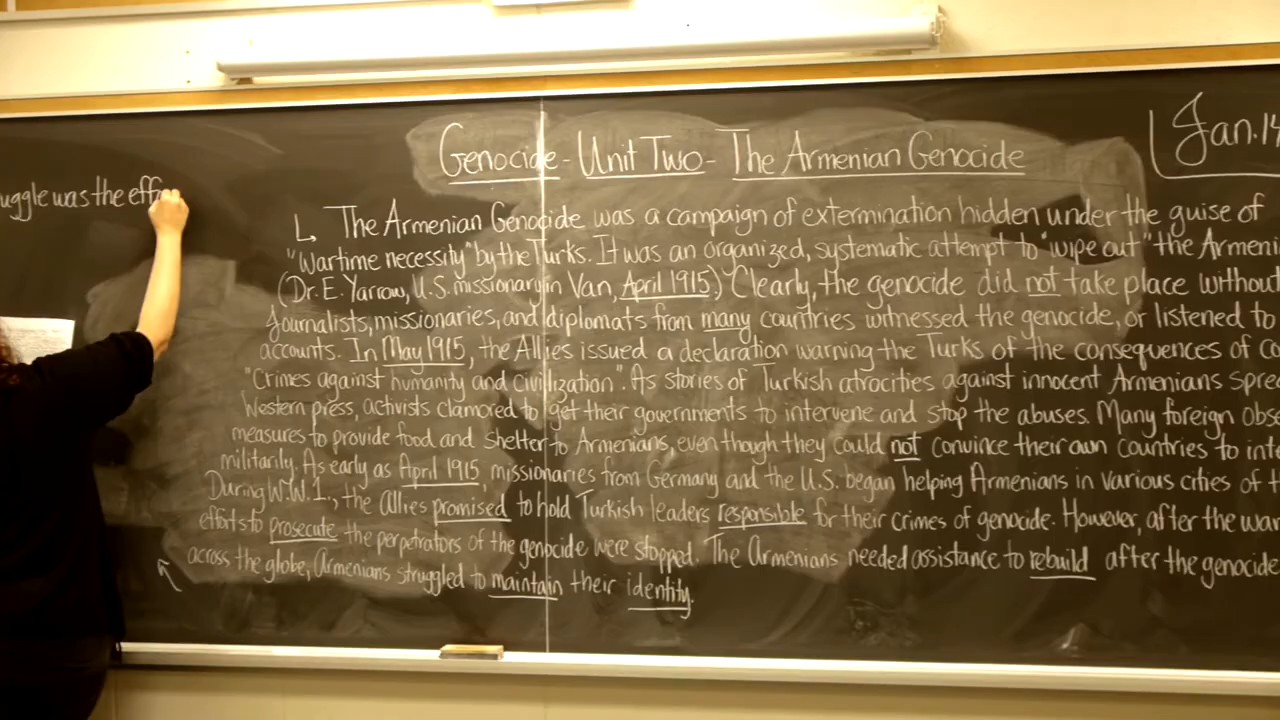 uggle was the eff
Genocide - Unit Two - The Armenian Genocide
Jan. 14
↳ The Armenian Genocide was a campaign of extermination hidden under the guise of
"Wartime necessity" by the Turks. It was an organized, systematic attempt to "wipe out" the Armeni
(Dr. E. Yarrow, U.S. missionary in Van, April 1915.) Clearly, the genocide did not take place without
Journalists, missionaries, and diplomats from many countries witnessed the genocide, or listened to
accounts. In May 1915, the Allies issued a declaration warning the Turks of the consequences of co
"Crimes against humanity and civilization". As stories of Turkish atrocities against innocent Armenians sprea
Western press, activists clamored to get their governments to intervene and stop the abuses. Many foreign obse
measures to provide food and shelter to Armenians, even though they could not convince their own countries to inte
militarily. As early as April 1915, missionaries from Germany and the U.S. began helping Armenians in various cities of t
During W.W.1., the Allies promised to hold Turkish leaders responsible for their crimes of genocide. However, after the war
efforts to prosecute the perpetrators of the genocide were stopped. The Armenians needed assistance to rebuild after the genocide
across the globe, Armenians struggled to maintain their identity.